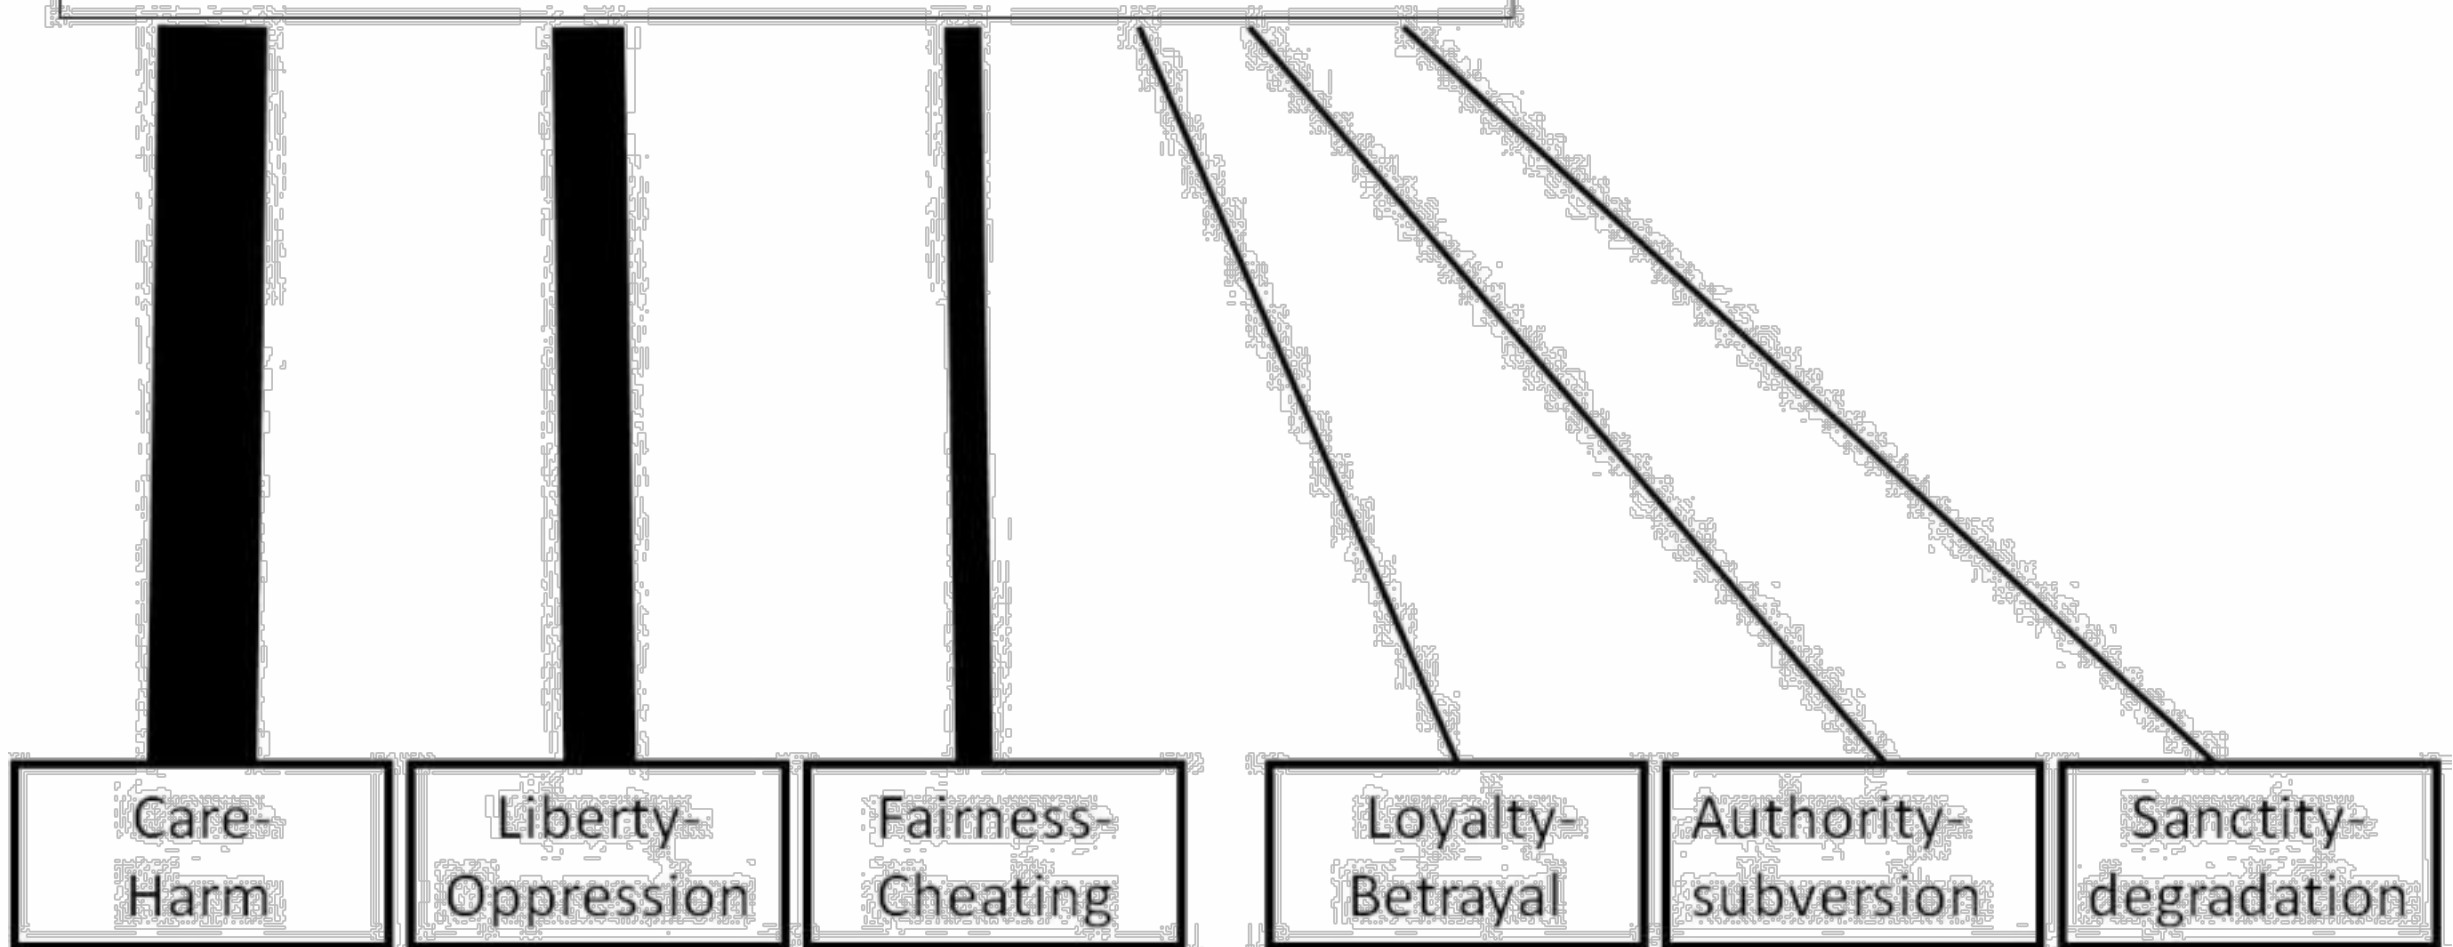 Care-
Harm
Liberty-
Oppression
Fairness-
Cheating
Loyalty-
Betrayal
Authority-
subversion
Sanctity-
degradation